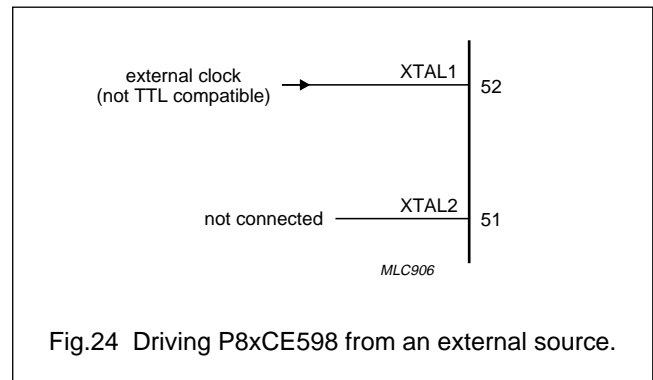 external clock
(not TTL compatible)
XTAL1
52
not connected
XTAL2
51
MLC906
Fig.24 Driving P8xCE598 from an external source.